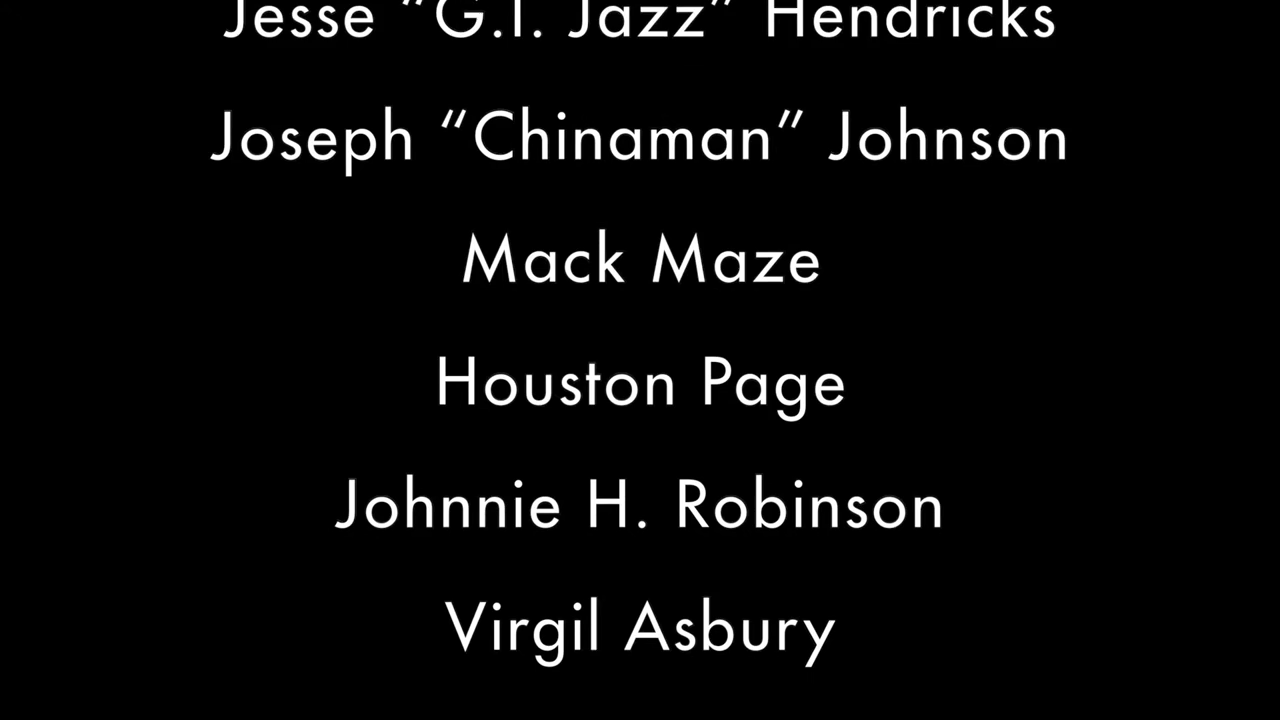 Jesse “G.I. Jazz” Hendricks
Joseph “Chinaman” Johnson
Mack Maze
Houston Page
Johnnie H. Robinson
Virgil Asbury